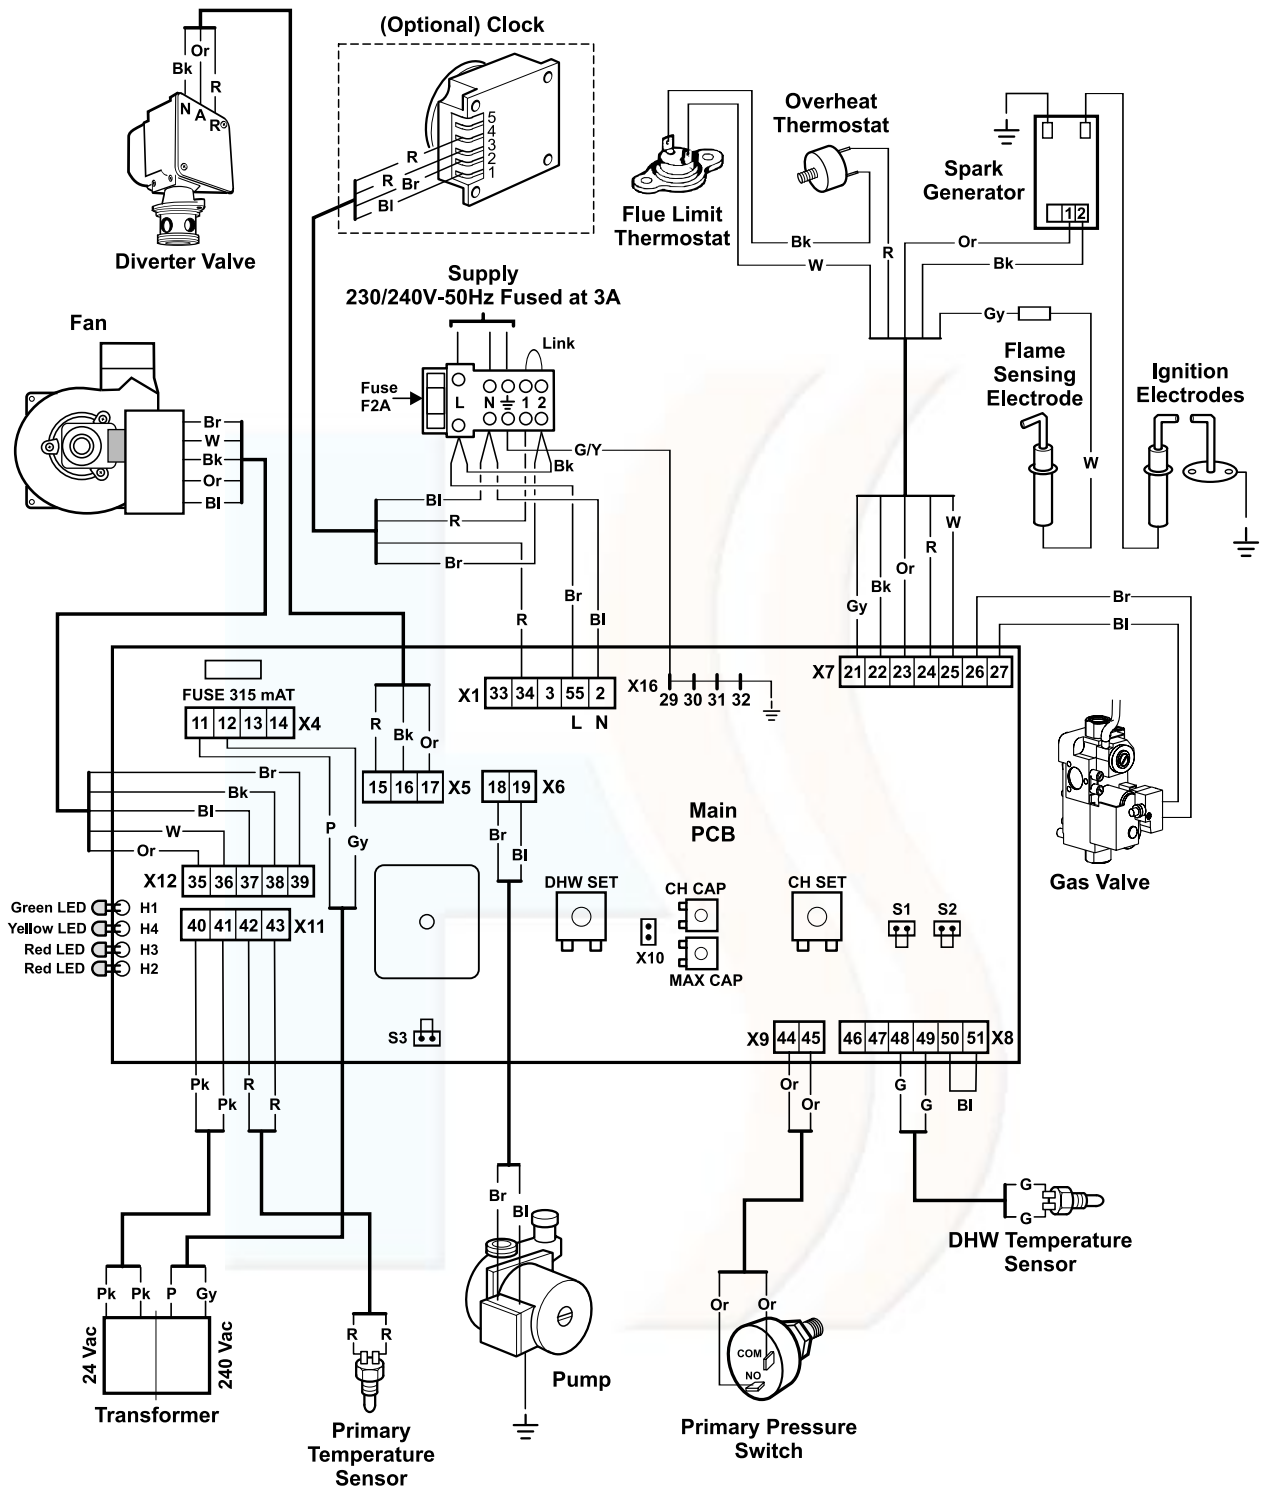 (Optional) Clock
Or
Bk
R
N A R
5
4
3
2
1
R
R
Br
Bl
Diverter Valve
Overheat
Thermostat
Flue Limit
Thermostat
Spark
Generator
1 2
Bk
W
R
Or
Bk
Gy
Supply
230/240V-50Hz Fused at 3A
Link
Fuse
F2A
L N 1 2
G/Y
Bk
Fan
Br
W
Bk
Or
Bl
Bl
R
Br
Flame
Sensing
Electrode
Ignition
Electrodes
W
W
R
Or
Bk
Gy
Br
Bl
R
Br
Bl
FUSE 315 mAT
11 12 13 14 X4
X1 33 34 3 55 2
L N
X16
29 30 31 32
X7 21 22 23 24 25 26 27
R
Bk
Or
15 16 17 X5
18 19 X6
Br
Bl
Br
Bk
Bl
W
Or
P
Gy
Main
PCB
Gas Valve
X12 35 36 37 38 39
40 41 42 43 X11
Green LED H1
Yellow LED H4
Red LED H3
Red LED H2
DHW SET
X10
CH CAP
MAX CAP
CH SET
S1
S2
S3
X9 44 45
46 47 48 49 50 51 X8
Pk
Pk
R
R
Or
Or
G
G
Bl
Br
Bl
Pump
G
G
DHW Temperature
Sensor
Pk Pk P Gy
24 Vac
240 Vac
Transformer
R R
Primary
Temperature
Sensor
Or
Or
COM
NO
Primary Pressure
Switch